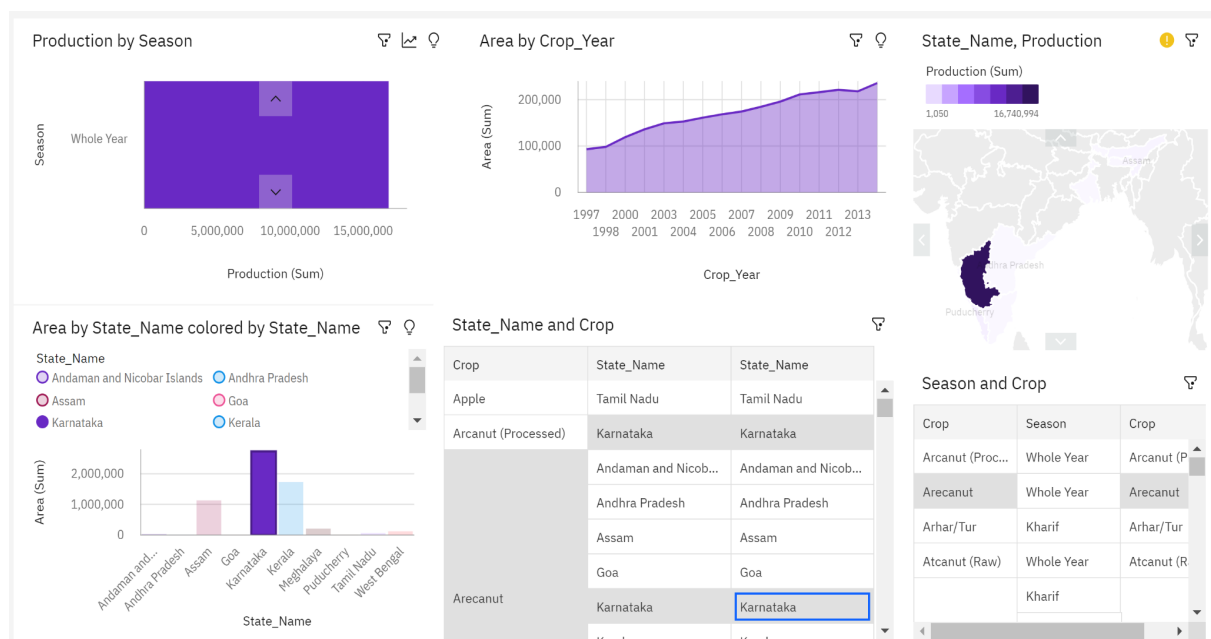 Production by Season
Season
Whole Year
0 5,000,000 10,000,000 15,000,000
Production (Sum)
Area by Crop_Year
Area (Sum)
200,000
100,000
0
1997 2000 2003 2005 2007 2009 2011 2013
1998 2001 2004 2006 2008 2010 2012
Crop_Year
State_Name, Production
Production (Sum)
1,050 16,740,994
Assam
dhra Pradesh
Puducherry
Area by State_Name colored by State_Name
State_Name
Andaman and Nicobar Islands Andhra Pradesh
Assam Goa
Karnataka Kerala
Area (Sum)
2,000,000
1,000,000
0
Andaman and... Andhra Pradesh Assam Goa Karnataka Kerala Meghalaya Puducherry Tamil Nadu West Bengal
State_Name
State_Name and Crop
Crop State_Name State_Name
Apple Tamil Nadu Tamil Nadu
Arcanut (Processed) Karnataka Karnataka
Andaman and Nicob... Andaman and Nicob...
Andhra Pradesh Andhra Pradesh
Assam Assam
Goa Goa
Arecanut Karnataka Karnataka
Season and Crop
Crop Season Crop
Arcanut (Proc... Whole Year Arcanut (P
Arecanut Whole Year Arecanut
Arhar/Tur Kharif Arhar/Tur
Atcanut (Raw) Whole Year Atcanut (R
Kharif